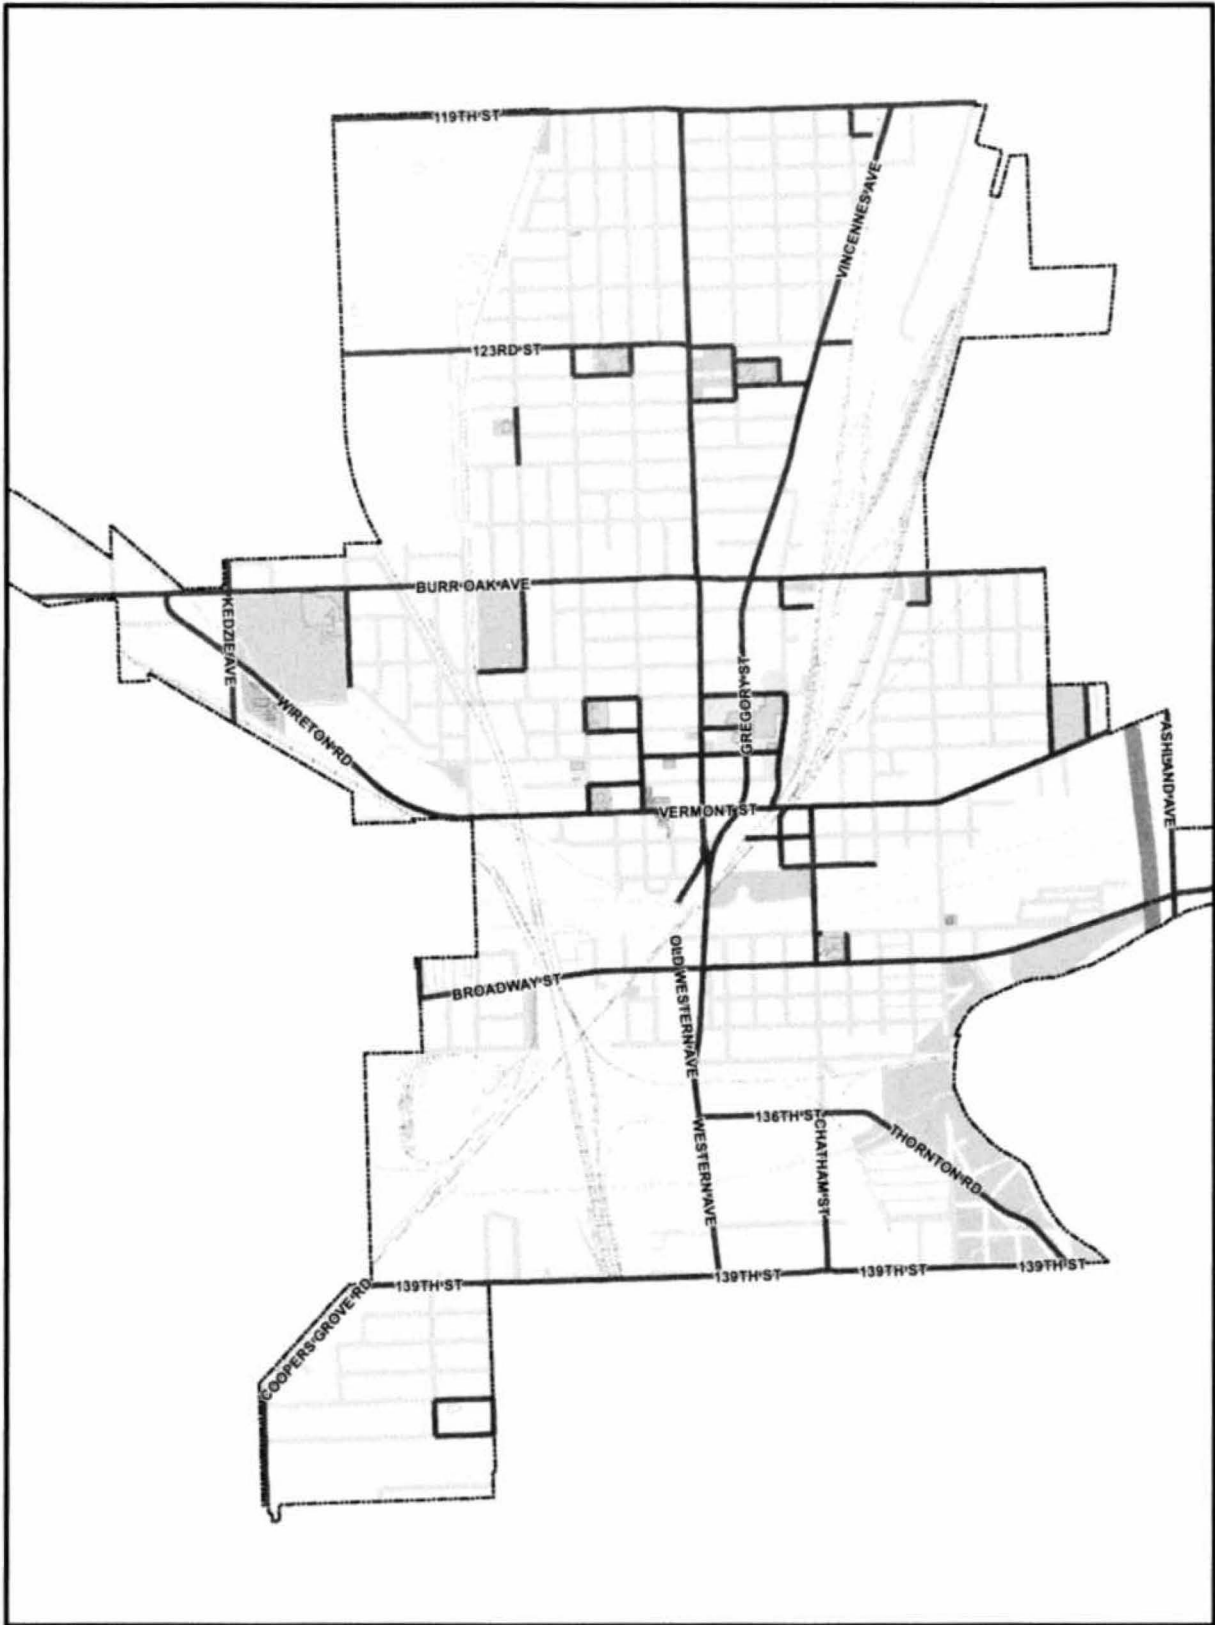 119TH ST
VINCENNES AVE
123RD ST
BURR OAK AVE
KEDZIE AVE
WIRETON RD
GREGORY ST
ASHLAND AVE
VERMONT ST
OLD WESTERN AVE
BROADWAY ST
136TH ST
CHATHAM ST
THORNTON RD
WESTERN AVE
139TH ST
139TH ST
139TH ST
139TH ST
COOPERS GROVE RD